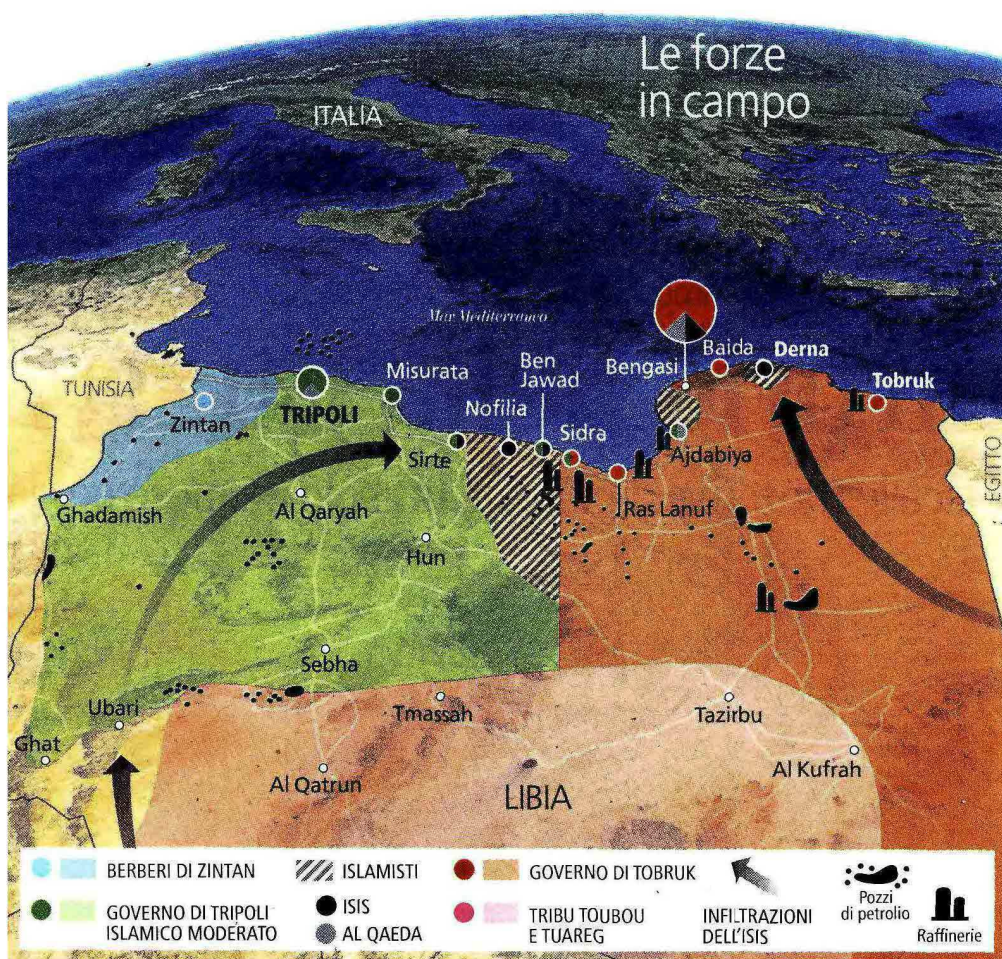 Le forze
in campo
ITALIA
Mar Mediterraneo
TUNISIA
TRIPOLI
Zintan
Misurata
Nofilia
Ben
Jawad
Sidra
Sirte
Bengasi
Baida
Derna
Tobruk
Ajdabiya
Ras Lanuf
EGITTO
Ghadamish
Al Qaryah
Hun
Sebha
Ubari
Ghat
Tmassah
Tazirbu
Al Qatrun
Al Kufrah
LIBIA
BERBERI DI ZINTAN
GOVERNO DI TRIPOLI
ISLAMICO MODERATO
ISLAMISTI
ISIS
AL QAEDA
GOVERNO DI TOBRUK
TRIBU TOUBOU
E TUAREG
INFILTRAZIONI
DELL'ISIS
Pozzi
di petrolio
Raffinerie